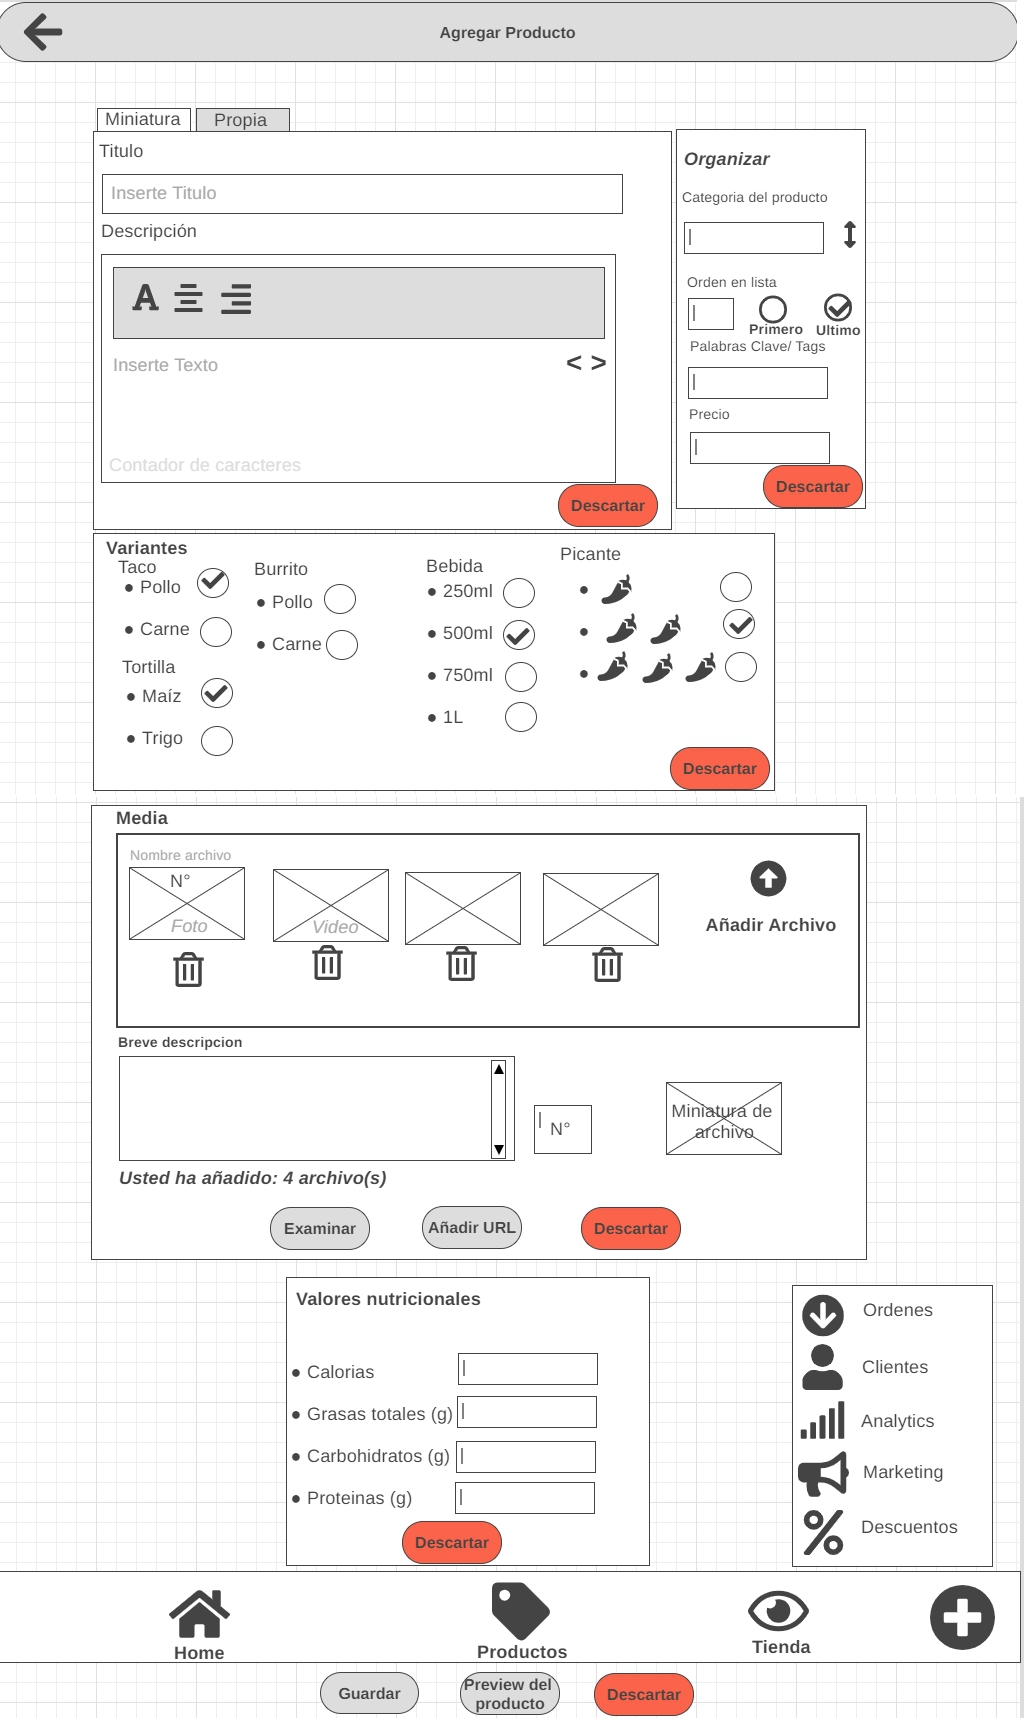 Agregar Producto
Miniatura
Propia
Titulo
Inserte Titulo
Descripción
A
Inserte Texto
< >
Contador de caracteres
Descartar
Organizar
Categoria del producto
Orden en lista
Primero
Ultimo
Palabras Clave/ Tags
Precio
Descartar
Variantes
Taco
• Pollo
• Carne
Tortilla
• Maíz
• Trigo
Burrito
• Pollo
• Carne
Bebida
• 250ml
• 500ml
• 750ml
• 1L
Picante
Descartar
Media
Nombre archivo
N°
Foto
Video
Añadir Archivo
Breve descripcion
N°
Miniatura de
archivo
Usted ha añadido: 4 archivo(s)
Examinar
Añadir URL
Descartar
Valores nutricionales
• Calorias
• Grasas totales (g)
• Carbohidratos (g)
• Proteinas (g)
Descartar
Ordenes
Clientes
Analytics
Marketing
Descuentos
Home
Productos
Tienda
Guardar
Preview del
producto
Descartar